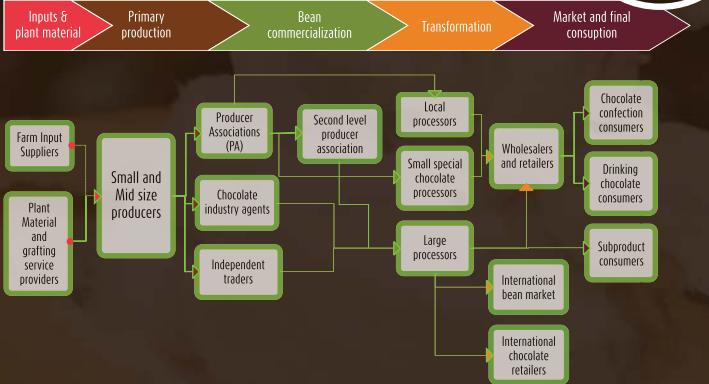 Inputs &
plant material
Primary
production
Bean
commercialization
Transformation
Market and final
consuption
Farm Input
Suppliers
Plant
Material
and
grafting
service
providers
Small and
Mid size
producers
Producer
Associations
(PA)
Chocolate
industry agents
Independent
traders
Second level
producer
association
Local
processors
Small special
chocolate
processors
Large
processors
Wholesalers
and retailers
International
bean market
International
chocolate
retailers
Chocolate
confection
consumers
Drinking
chocolate
consumers
Subproduct
consumers